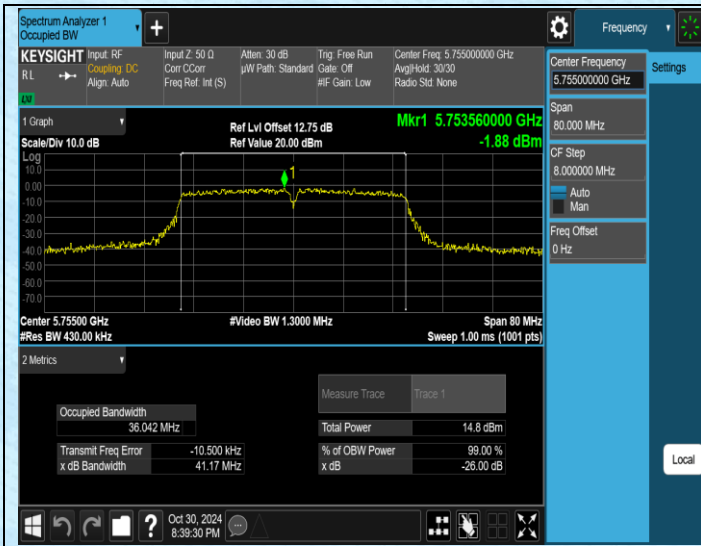 Spectrum Analyzer 1
Occupied BW
+
Frequency
KEYSIGHT
RL
LXI
Input: RF
Coupling: DC
Align: Auto
Input Z: 50 Ω
Corr CCorr
Freq Ref: Int (S)
Atten: 30 dB
µW Path: Standard
Trig: Free Run
Gate: Off
#IF Gain: Low
Center Freq: 5.755000000 GHz
Avg|Hold: 30/30
Radio Std: None
Center Frequency
5.755000000 GHz
Settings
Span
80.000 MHz
CF Step
8.000000 MHz
Auto
Man
Freq Offset
0 Hz
1 Graph
Scale/Div 10.0 dB
Ref Lvl Offset 12.75 dB
Ref Value 20.00 dBm
Mkr1 5.753560000 GHz
-1.88 dBm
Log
10.0
0.00
-10.0
-20.0
-30.0
-40.0
-50.0
-60.0
-70.0
1
Center 5.75500 GHz
#Res BW 430.00 kHz
#Video BW 1.3000 MHz
Span 80 MHz
Sweep 1.00 ms (1001 pts)
2 Metrics
Measure Trace Trace 1
Occupied Bandwidth
36.042 MHz
Total Power 14.8 dBm
Transmit Freq Error -10.500 kHz
% of OBW Power 99.00 %
x dB Bandwidth 41.17 MHz
x dB -26.00 dB
Local
?
Oct 30, 2024
8:39:30 PM